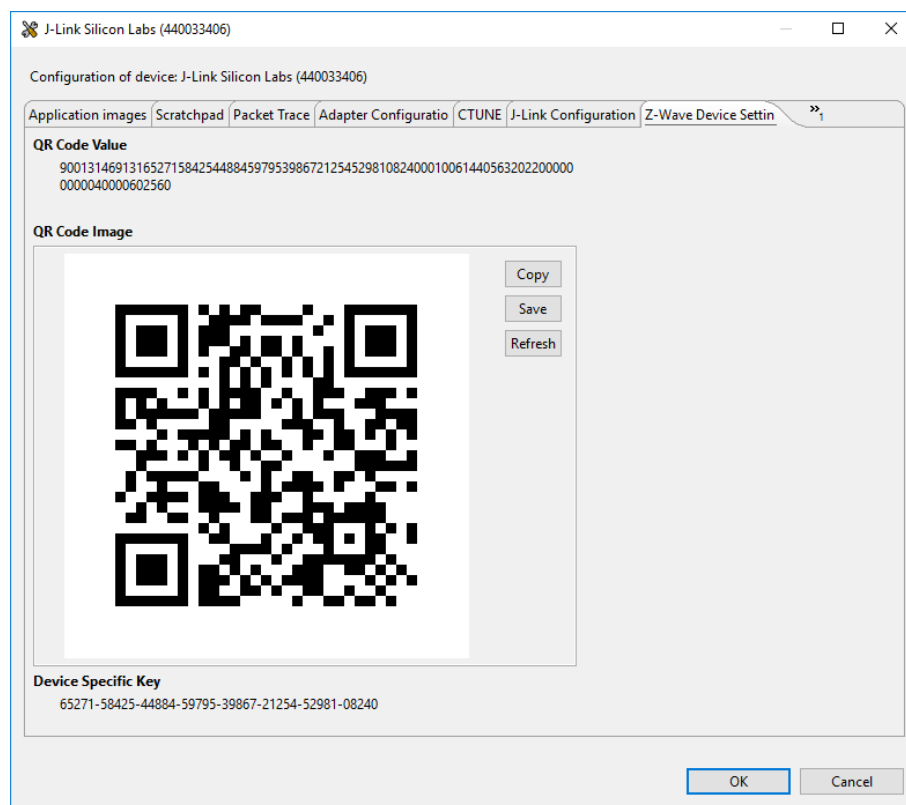 J-Link Silicon Labs (440033406)
Configuration of device: J-Link Silicon Labs (440033406)
Application images Scratchpad Packet Trace Adapter Configuratio CTUNE J-Link Configuration Z-Wave Device Settin »1
QR Code Value
90013146913165271584254488459795398672125452981082400010061440563202200000
0000040000602560
QR Code Image
Copy
Save
Refresh
Device Specific Key
65271-58425-44884-59795-39867-21254-52981-08240
OK Cancel